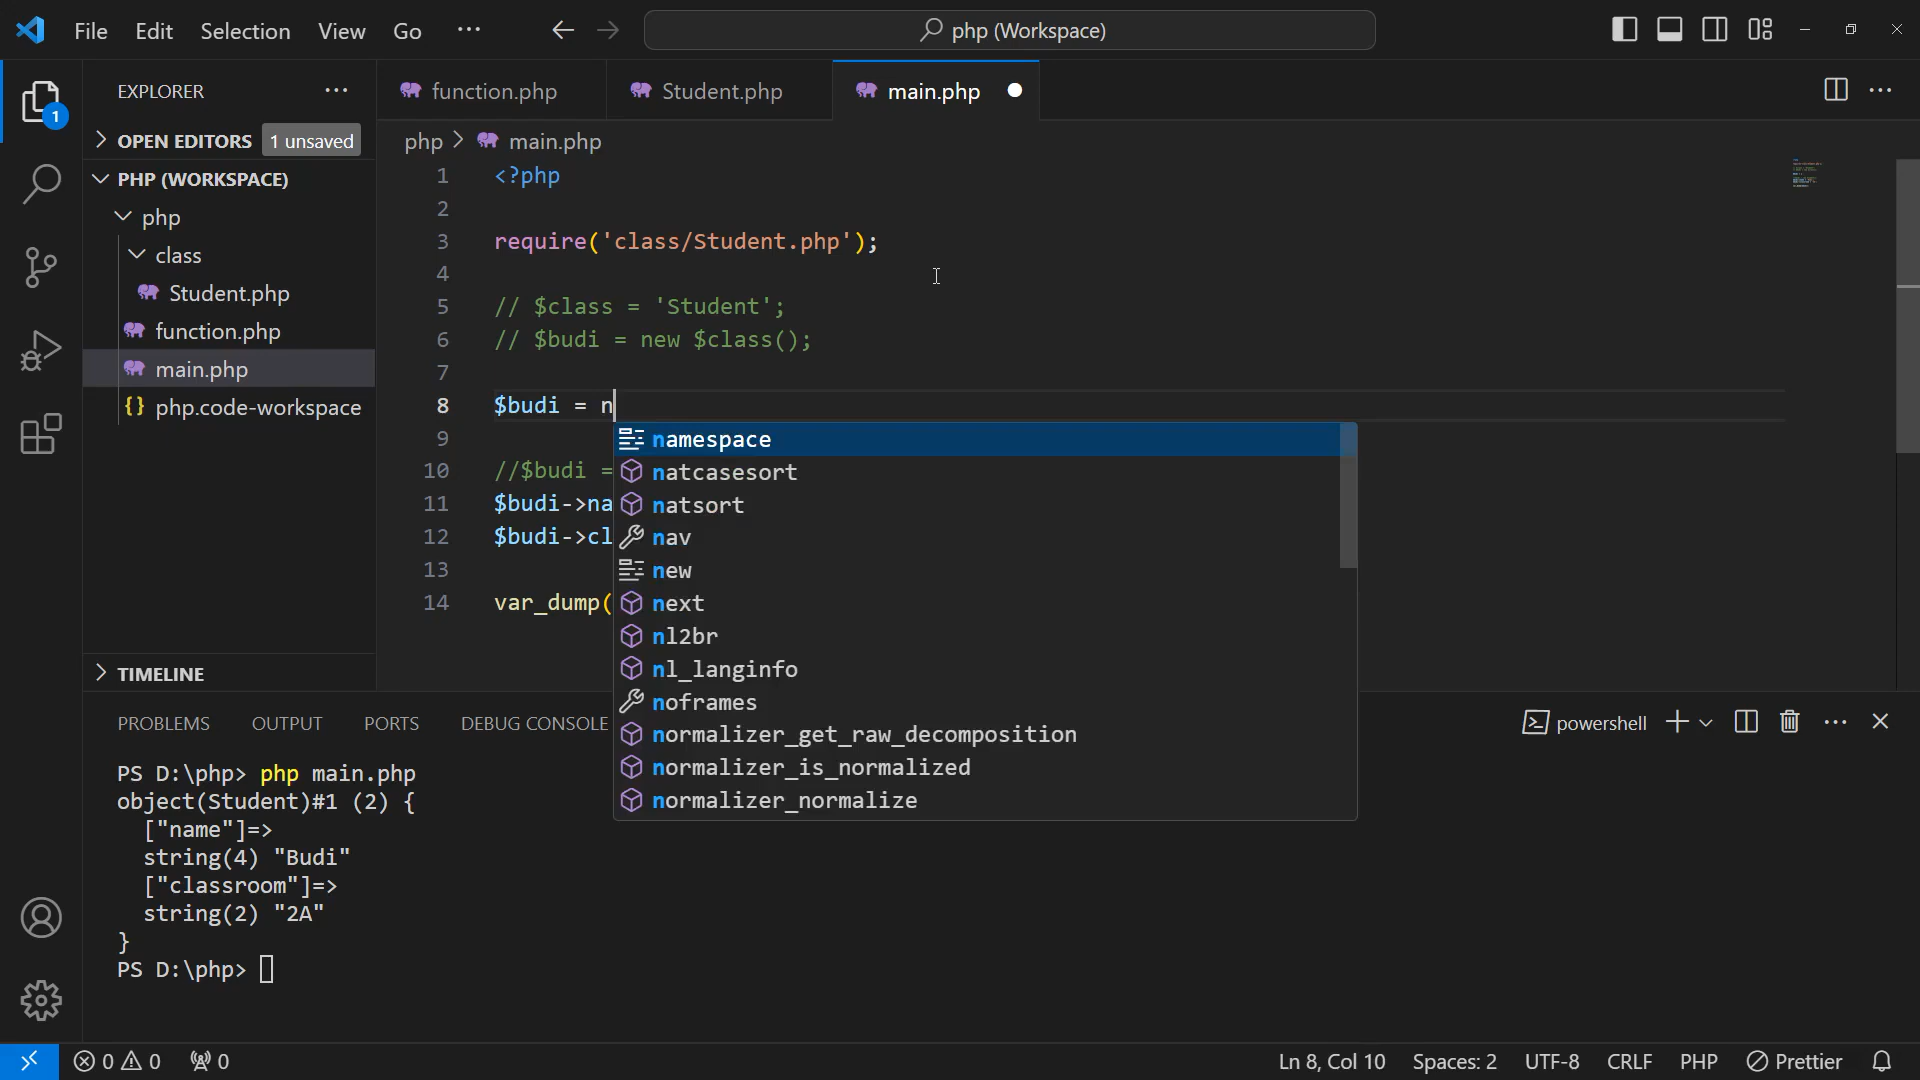 File Edit Selection View Go ··· php (Workspace)
EXPLORER ···
1
OPEN EDITORS 1 unsaved
PHP (WORKSPACE)
php
class
Student.php
function.php
main.php
{} php.code-workspace
TIMELINE
function.php Student.php main.php ···
php > main.php
1 <?php
2
3 require('class/Student.php');
4
5 // $class = 'Student';
6 // $budi = new $class();
7
8 $budi = n
9
10 //$budi =
11 $budi->na
12 $budi->cl
13
14 var_dump(
namespace
natcasesort
natsort
nav
new
next
nl2br
nl_langinfo
noframes
normalizer_get_raw_decomposition
normalizer_is_normalized
normalizer_normalize
PROBLEMS OUTPUT PORTS DEBUG CONSOLE powershell ···
PS D:\php> php main.php
object(Student)#1 (2) {
["name"]=>
string(4) "Budi"
["classroom"]=>
string(2) "2A"
}
PS D:\php>
0 0 0 Ln 8, Col 10 Spaces: 2 UTF-8 CRLF PHP Prettier